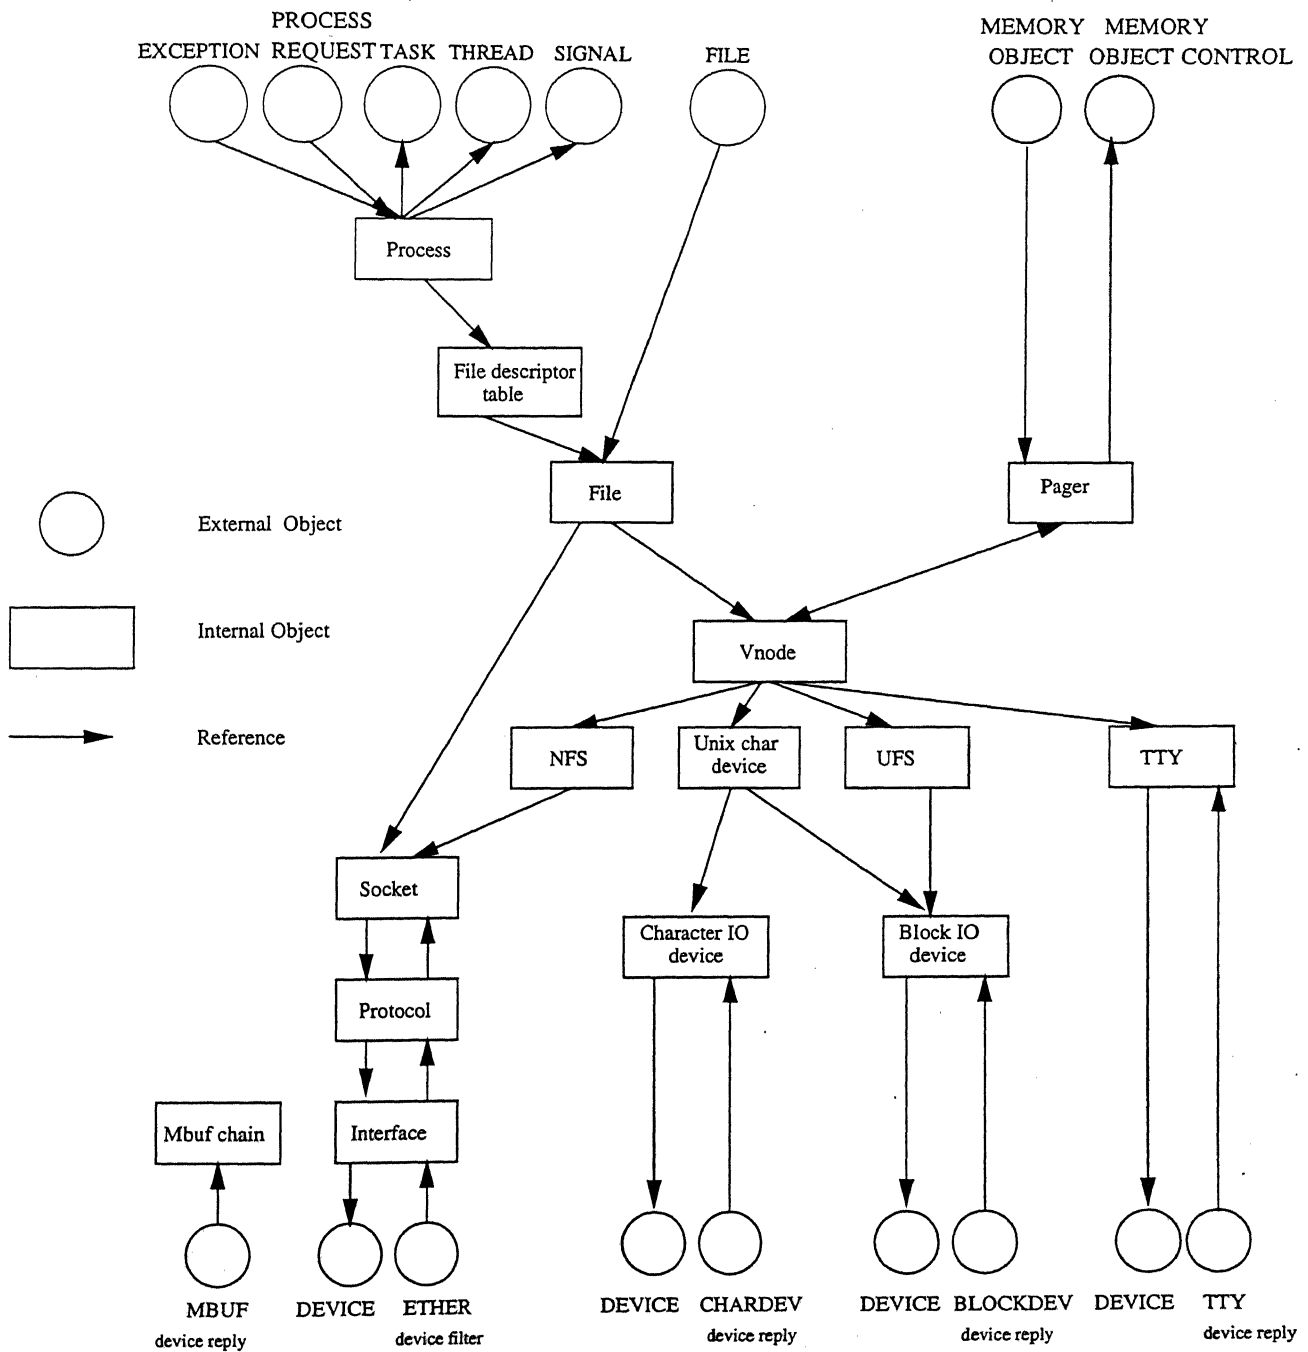 PROCESS
EXCEPTION REQUEST TASK THREAD SIGNAL FILE
MEMORY MEMORY
OBJECT OBJECT CONTROL
Process
File descriptor
table
File
Pager
External Object
Internal Object
Vnode
Reference
NFS
Unix char
device
UFS
TTY
Socket
Character IO
device
Block IO
device
Protocol
Mbuf chain
Interface
MBUF
device reply
DEVICE
ETHER
device filter
DEVICE
CHARDEV
device reply
DEVICE
BLOCKDEV
device reply
DEVICE
TTY
device reply